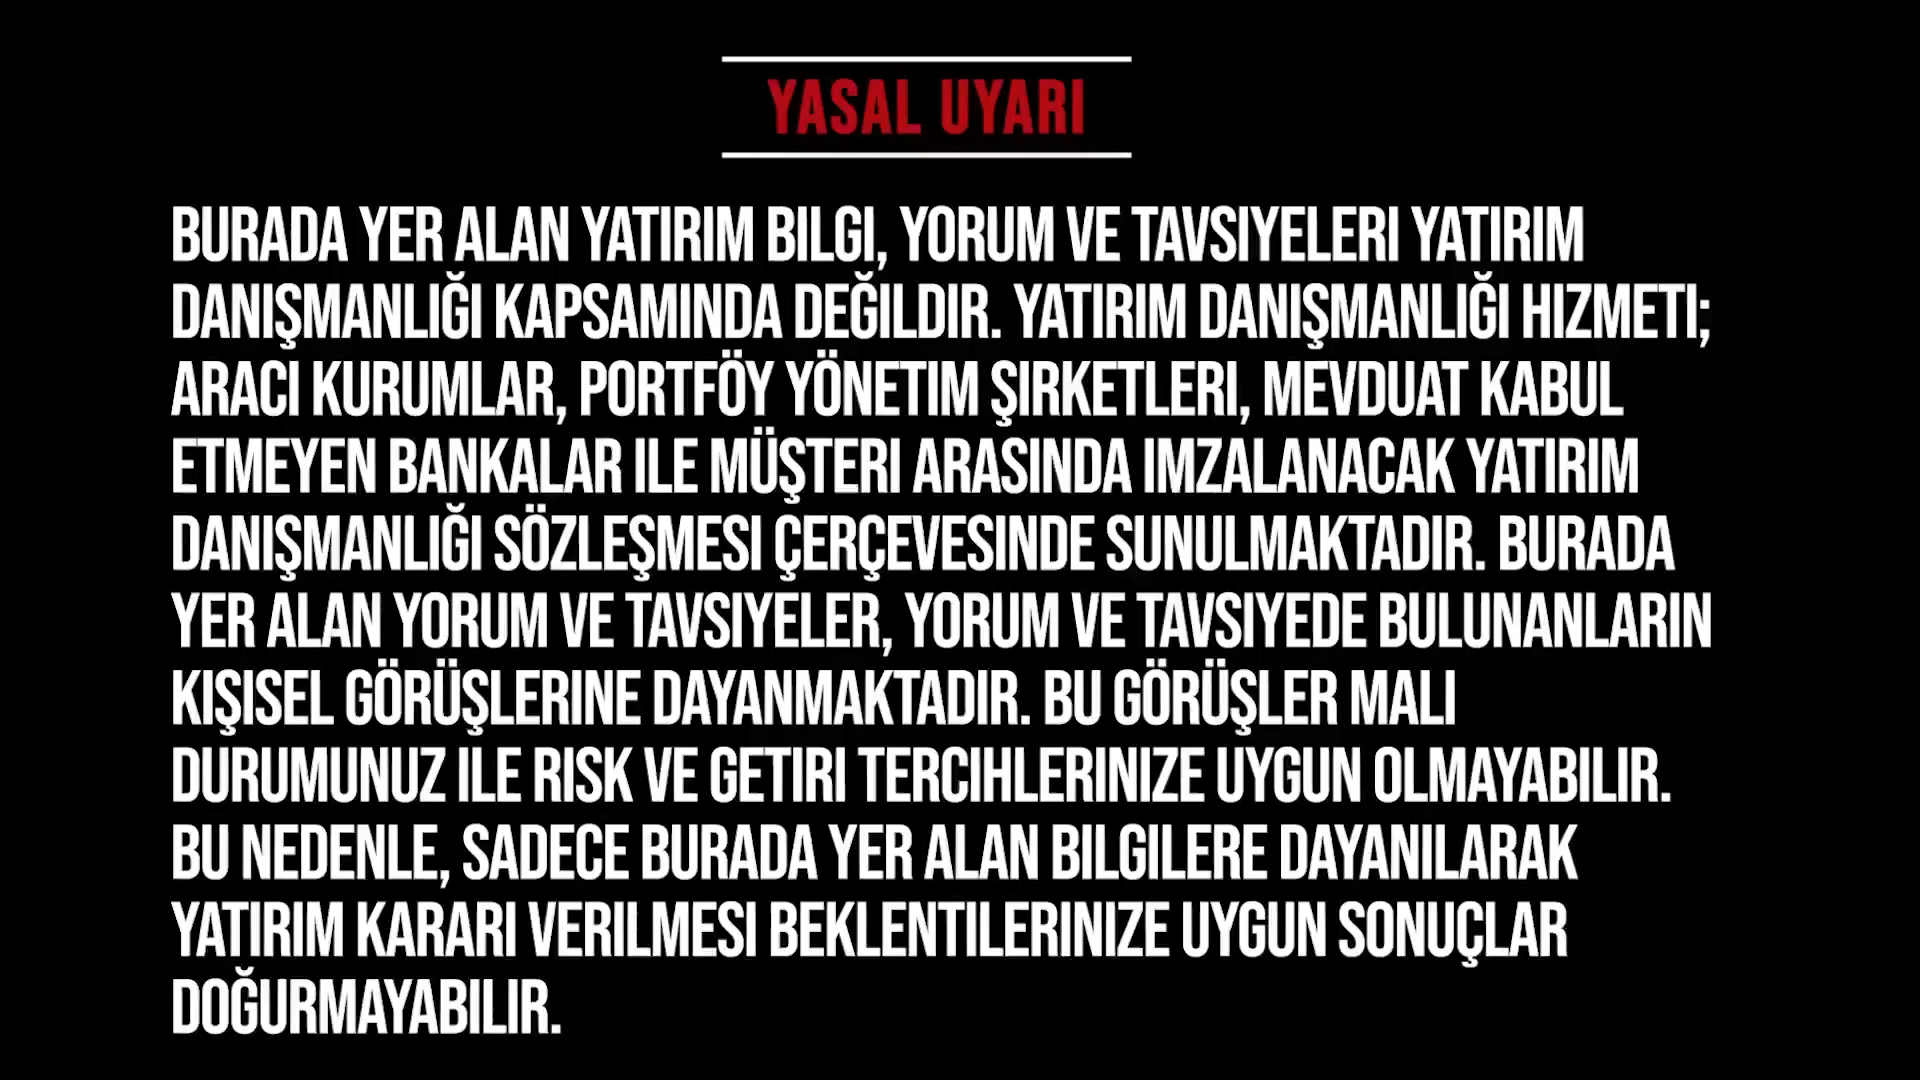 YASAL UYARI
BURADA YER ALAN YATIRIM BILGI, YORUM VE TAVSIYELERI YATIRIM
DANIŞMANLIĞI KAPSAMINDA DEĞILDIR. YATIRIM DANIŞMANLIĞI HIZMETI;
ARACI KURUMLAR, PORTFÖY YÖNETIM ŞIRKETLERI, MEVDUAT KABUL
ETMEYEN BANKALAR ILE MÜŞTERI ARASINDA IMZALANACAK YATIRIM
DANIŞMANLIĞI SÖZLEŞMESI ÇERÇEVESINDE SUNULMAKTADIR. BURADA
YER ALAN YORUM VE TAVSIYELER, YORUM VE TAVSIYEDE BULUNANLARIN
KIŞISEL GÖRÜŞLERINE DAYANMAKTADIR. BU GÖRÜŞLER MALI
DURUMUNUZ ILE RISK VE GETIRI TERCIHLERINIZE UYGUN OLMAYABILIR.
BU NEDENLE, SADECE BURADA YER ALAN BILGILERE DAYANILARAK
YATIRIM KARARI VERILMESI BEKLENTILERINIZE UYGUN SONUÇLAR
DOĞURMAYABILIR.